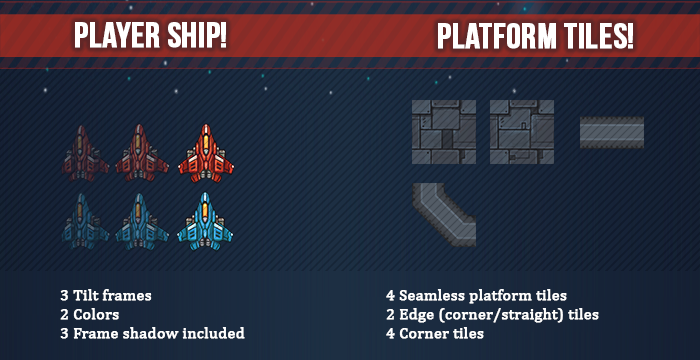 PLAYER SHIP!
PLATFORM TILES!
3 Tilt frames
2 Colors
3 Frame shadow included
4 Seamless platform tiles
2 Edge (corner/straight) tiles
4 Corner tiles